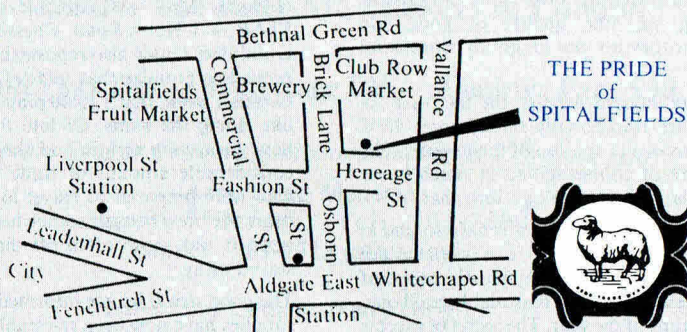 Bethnal Green Rd
Vallance Rd
Commercial St
Brick Lane
Brewery
Club Row
Market
Spitalfields
Fruit Market
THE PRIDE
of
SPITALFIELDS
Liverpool St
Station
Fashion St
Heneage
St
St
Osborn
Leadenhall St
City
Fenchurch St
Aldgate East
Station
Whitechapel Rd